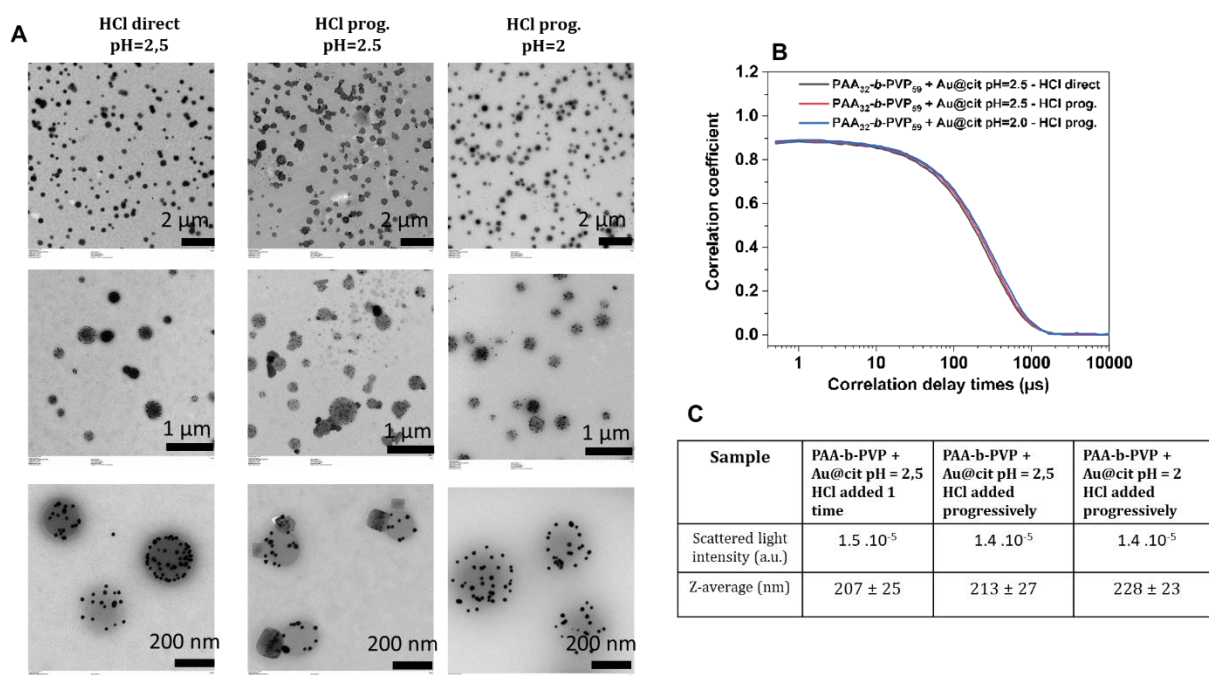 A
HCl direct
pH=2,5
HCl prog.
pH=2.5
HCl prog.
pH=2
2 µm
2 µm
2 µm
1 µm
1 µm
1 µm
200 nm
200 nm
200 nm
B
1.2
1.0
0.8
0.6
0.4
0.2
0.0
Correlation coefficient
PAA32-b-PVP59 + Au@cit pH=2.5 - HCl direct
PAA32-b-PVP59 + Au@cit pH=2.5 - HCl prog.
PAA32-b-PVP59 + Au@cit pH=2.0 - HCl prog.
1 10 100 1000 10000
Correlation delay times (µs)
C
Sample
PAA-b-PVP +
Au@cit pH = 2,5
HCl added 1
time
PAA-b-PVP +
Au@cit pH = 2,5
HCl added
progressively
PAA-b-PVP +
Au@cit pH = 2
HCl added
progressively
Scattered light
intensity (a.u.)
1.5 .10-5
1.4 .10-5
1.4 .10-5
Z-average (nm)
207 ± 25
213 ± 27
228 ± 23